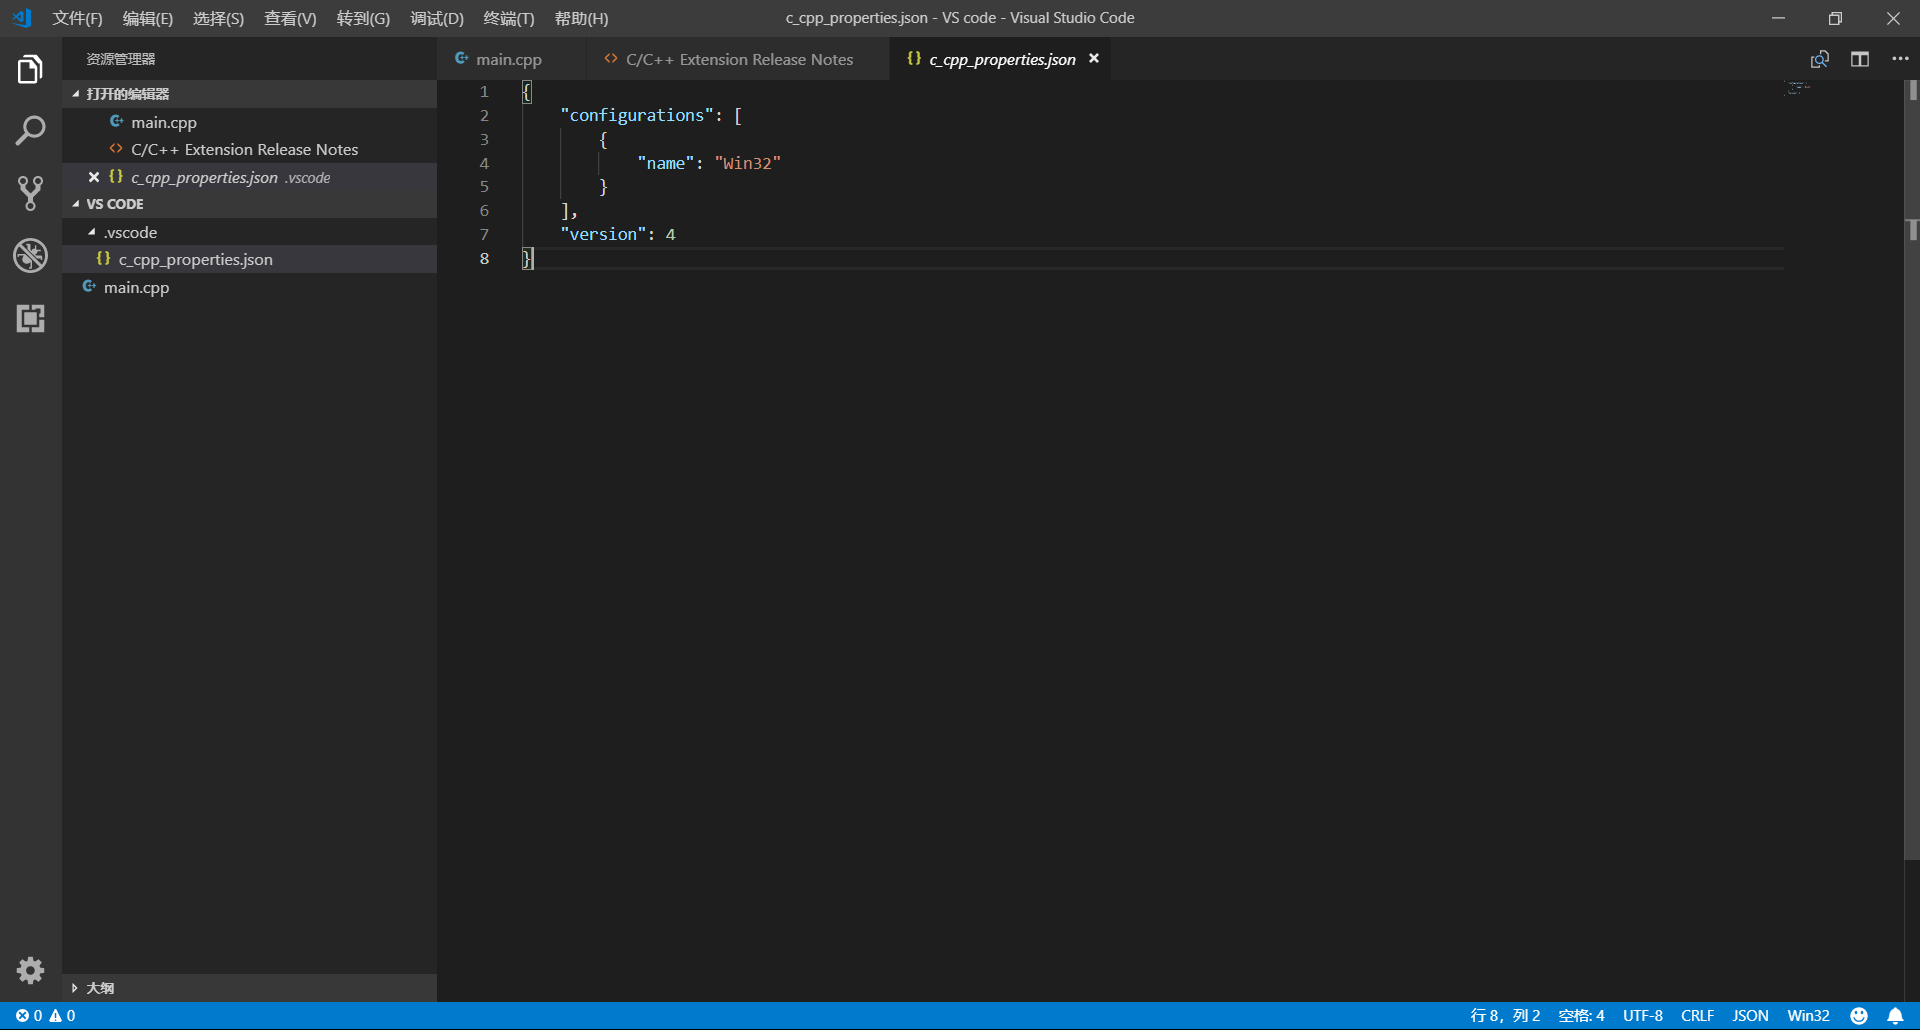 文件(F) 编辑(E) 选择(S) 查看(V) 转到(G) 调试(D) 终端(T) 帮助(H) c_cpp_properties.json - VS code - Visual Studio Code
资源管理器
打开的编辑器
main.cpp
C/C++ Extension Release Notes
c_cpp_properties.json .vscode
VS CODE
.vscode
c_cpp_properties.json
main.cpp
大纲
main.cpp C/C++ Extension Release Notes c_cpp_properties.json
1 {
2 "configurations": [
3 {
4 "name": "Win32"
5 }
6 ],
7 "version": 4
8 }
0 0 行 8，列 2 空格: 4 UTF-8 CRLF JSON Win32